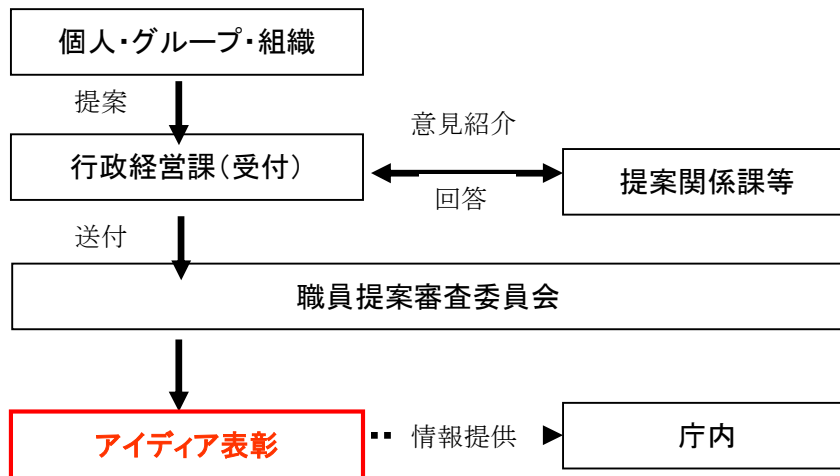 個人・グループ・組織
提案
意見紹介
行政経営課(受付)
提案関係課等
回答
送付
職員提案審査委員会
アイディア表彰
情報提供
庁内